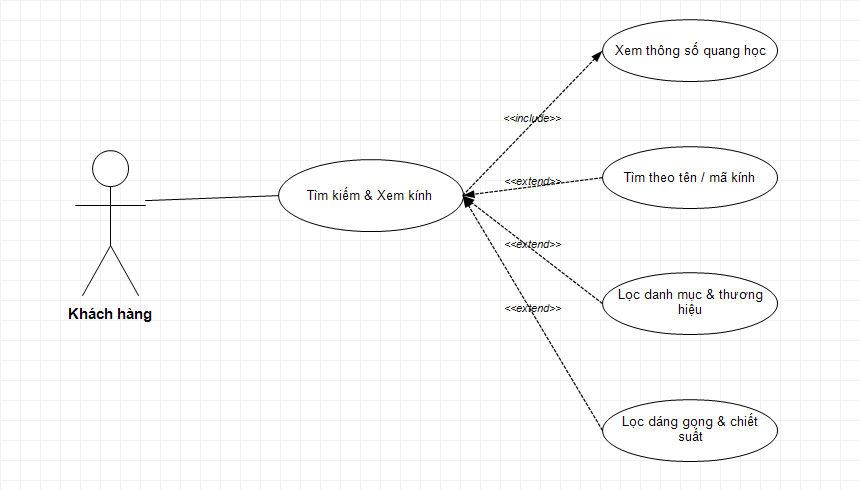 Xem thông số quang học
<<include>>
Tìm kiếm & Xem kính
<<extend>>
Tìm theo tên / mã kính
<<extend>>
Lọc danh mục & thương
hiệu
<<extend>>
Khách hàng
Lọc dáng gọng & chiết
suất